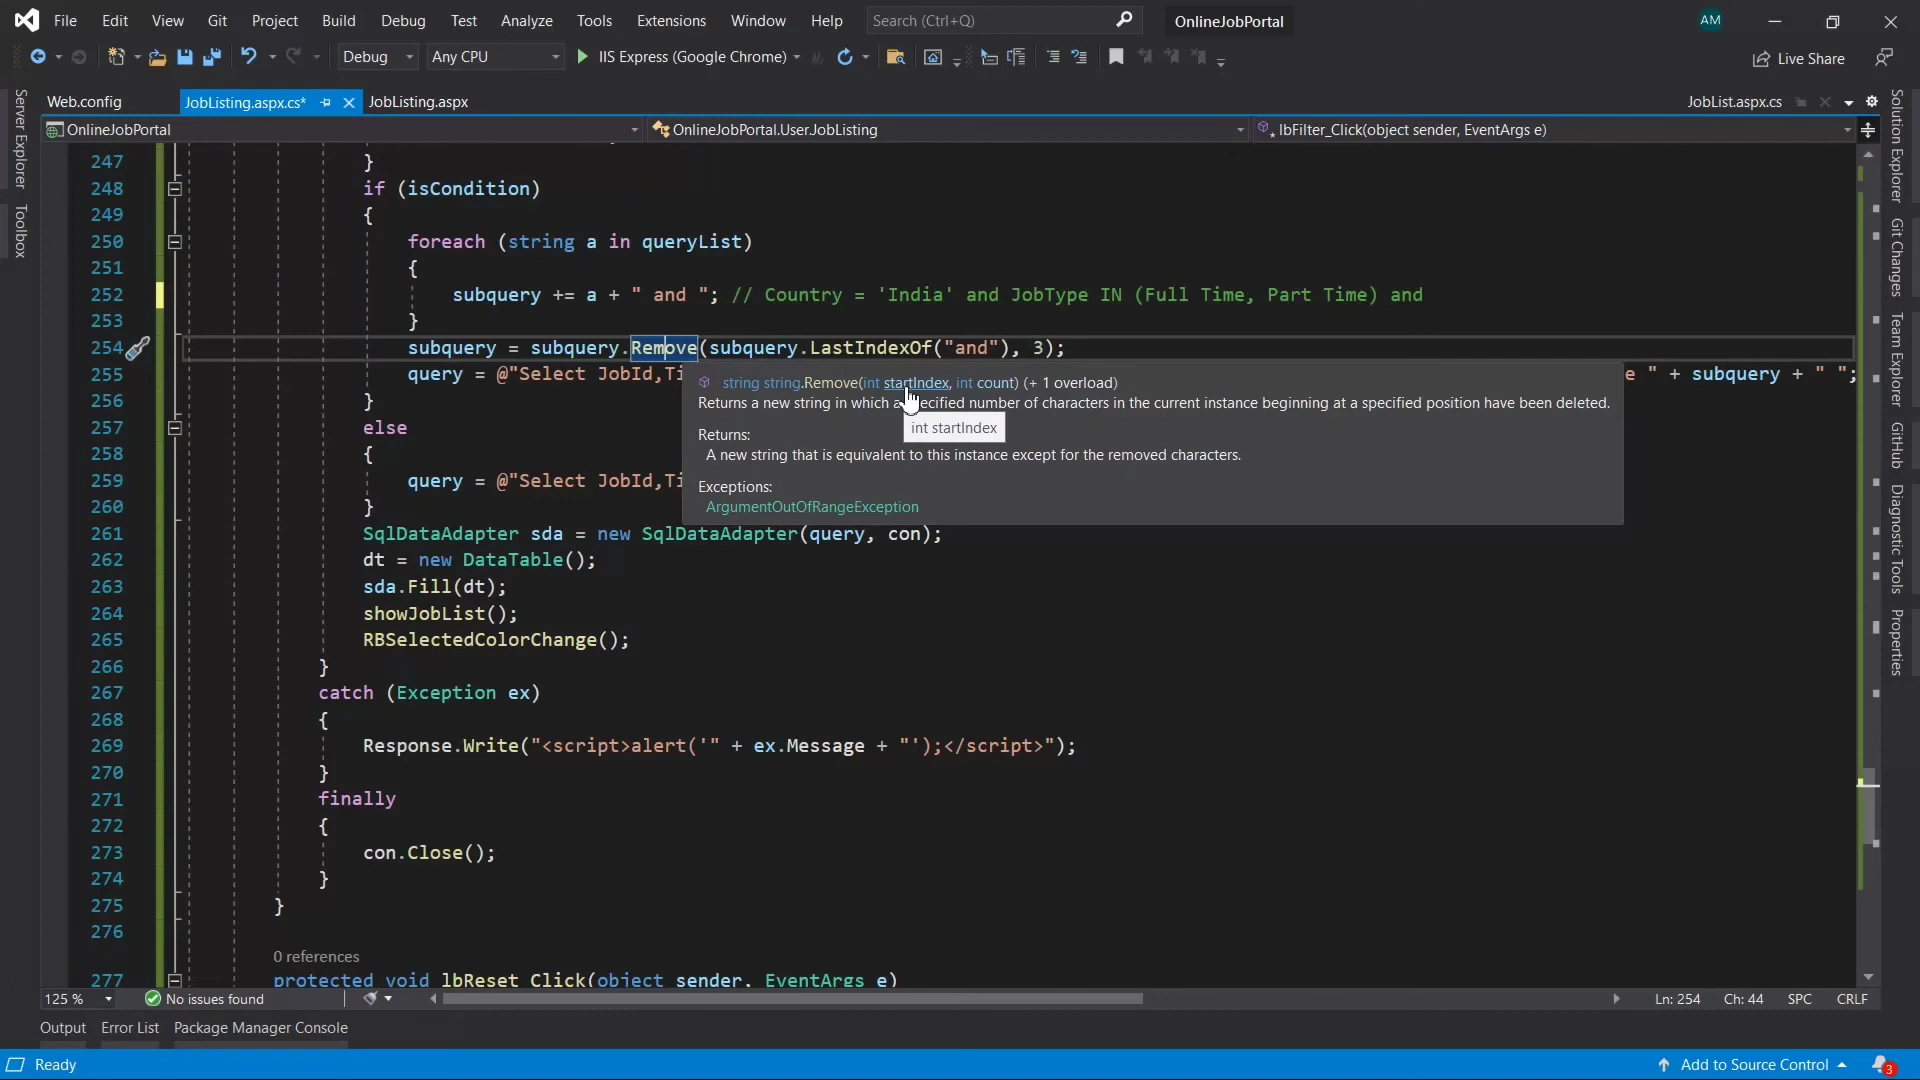 File Edit View Git Project Build Debug Test Analyze Tools Extensions Window Help Search (Ctrl+Q) OnlineJobPortal AM
Debug Any CPU IIS Express (Google Chrome) Live Share
Web.config JobListing.aspx.cs* JobListing.aspx JobList.aspx.cs
OnlineJobPortal OnlineJobPortal.User.JobListing lbFilter_Click(object sender, EventArgs e)
Server Explorer
Toolbox
247 }
248 if (isCondition)
249 {
250 foreach (string a in queryList)
251 {
252 subquery += a + " and "; // Country = 'India' and JobType IN (Full Time, Part Time) and
253 }
254 subquery = subquery.Remove(subquery.LastIndexOf("and"), 3);
255 query = @"Select JobId,Ti e " + subquery + " ";
string string.Remove(int startIndex, int count) (+ 1 overload)
Returns a new string in which a specified number of characters in the current instance beginning at a specified position have been deleted.
int startIndex
Returns:
A new string that is equivalent to this instance except for the removed characters.
Exceptions:
ArgumentOutOfRangeException
256 }
257 else
258 {
259 query = @"Select JobId,Ti
260 }
261 SqlDataAdapter sda = new SqlDataAdapter(query, con);
262 dt = new DataTable();
263 sda.Fill(dt);
264 showJobList();
265 RBSelectedColorChange();
266 }
267 catch (Exception ex)
268 {
269 Response.Write("<script>alert('" + ex.Message + "');</script>");
270 }
271 finally
272 {
273 con.Close();
274 }
275 }
276
0 references
277 protected void lbReset_Click(object sender, EventArgs e)
Solution Explorer
Git Changes
Team Explorer
GitHub
Diagnostic Tools
Properties
125 % No issues found Ln: 254 Ch: 44 SPC CRLF
Output Error List Package Manager Console
Ready Add to Source Control 3